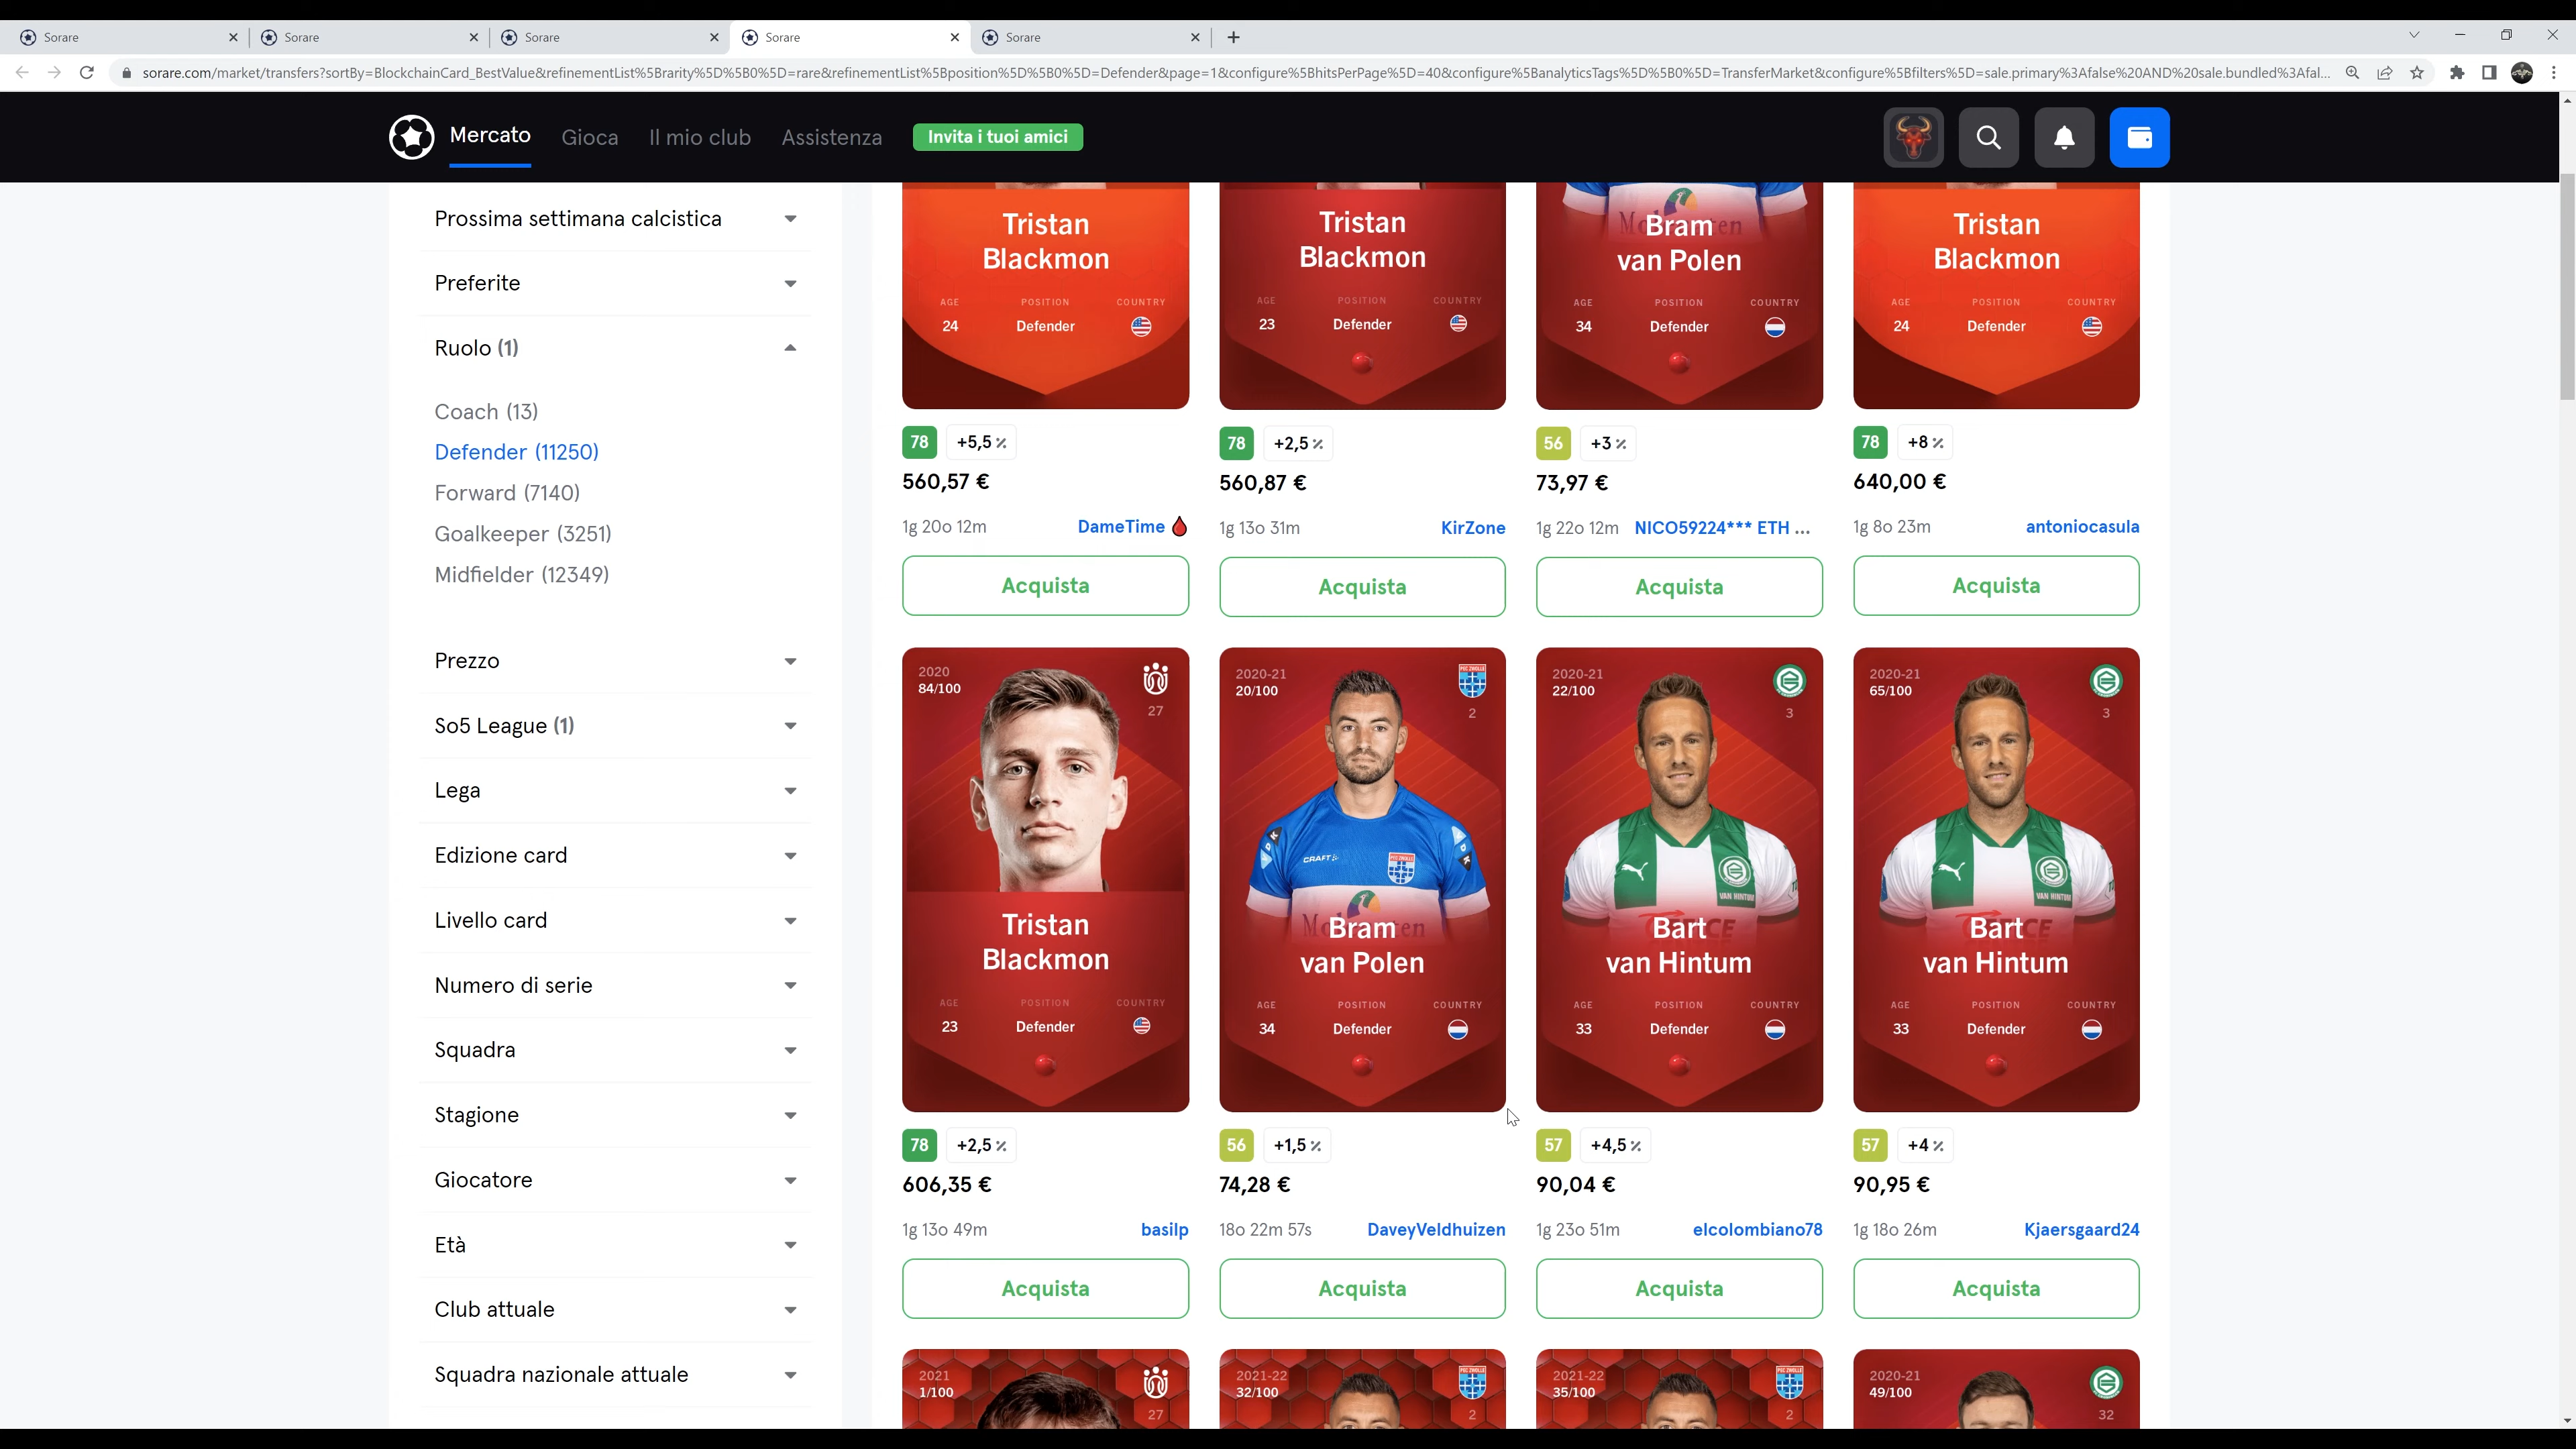 Sorare
Sorare
Sorare
Sorare
Sorare
sorare.com/market/transfers?sortBy=BlockchainCard_BestValue&refinementList%5Brarity%5D%5B0%5D=rare&refinementList%5Bposition%5D%5B0%5D=Defender&page=1&configure%5BhitsPerPage%5D=40&configure%5BanalyticsTags%5D%5B0%5D=TransferMarket&configure%5Bfilters%5D=sale.primary%3Afalse%20AND%20sale.bundled%3Afal...
Mercato
Gioca
Il mio club
Assistenza
Invita i tuoi amici
Prossima settimana calcistica
Preferite
Ruolo (1)
Coach (13)
Defender (11250)
Forward (7140)
Goalkeeper (3251)
Midfielder (12349)
Prezzo
So5 League (1)
Lega
Edizione card
Livello card
Numero di serie
Squadra
Stagione
Giocatore
Età
Club attuale
Squadra nazionale attuale
Tristan
Blackmon
AGE POSITION COUNTRY
24 Defender
78 +5,5 %
560,57 €
1g 20o 12m DameTime
Acquista
Tristan
Blackmon
AGE POSITION COUNTRY
23 Defender
78 +2,5 %
560,87 €
1g 13o 31m KirZone
Acquista
Bram
van Polen
AGE POSITION COUNTRY
34 Defender
56 +3 %
73,97 €
1g 22o 12m NICO59224*** ETH ...
Acquista
Tristan
Blackmon
AGE POSITION COUNTRY
24 Defender
78 +8 %
640,00 €
1g 8o 23m antoniocasula
Acquista
2020
84/100
27
Tristan
Blackmon
AGE POSITION COUNTRY
23 Defender
78 +2,5 %
606,35 €
1g 13o 49m basilp
Acquista
2020-21
20/100
PEC ZWOLLE
2
CRAFT
PEC ZWOLLE
Bram
van Polen
AGE POSITION COUNTRY
34 Defender
56 +1,5 %
74,28 €
18o 22m 57s DaveyVeldhuizen
Acquista
2020-21
22/100
3
VAN HINTUM
Bart
van Hintum
AGE POSITION COUNTRY
33 Defender
57 +4,5 %
90,04 €
1g 23o 51m elcolombiano78
Acquista
2020-21
65/100
3
VAN HINTUM
Bart
van Hintum
AGE POSITION COUNTRY
33 Defender
57 +4 %
90,95 €
1g 18o 26m Kjaersgaard24
Acquista
2021
1/100
27
2021-22
32/100
PEC ZWOLLE
2
2021-22
35/100
PEC ZWOLLE
2
2020-21
49/100
32